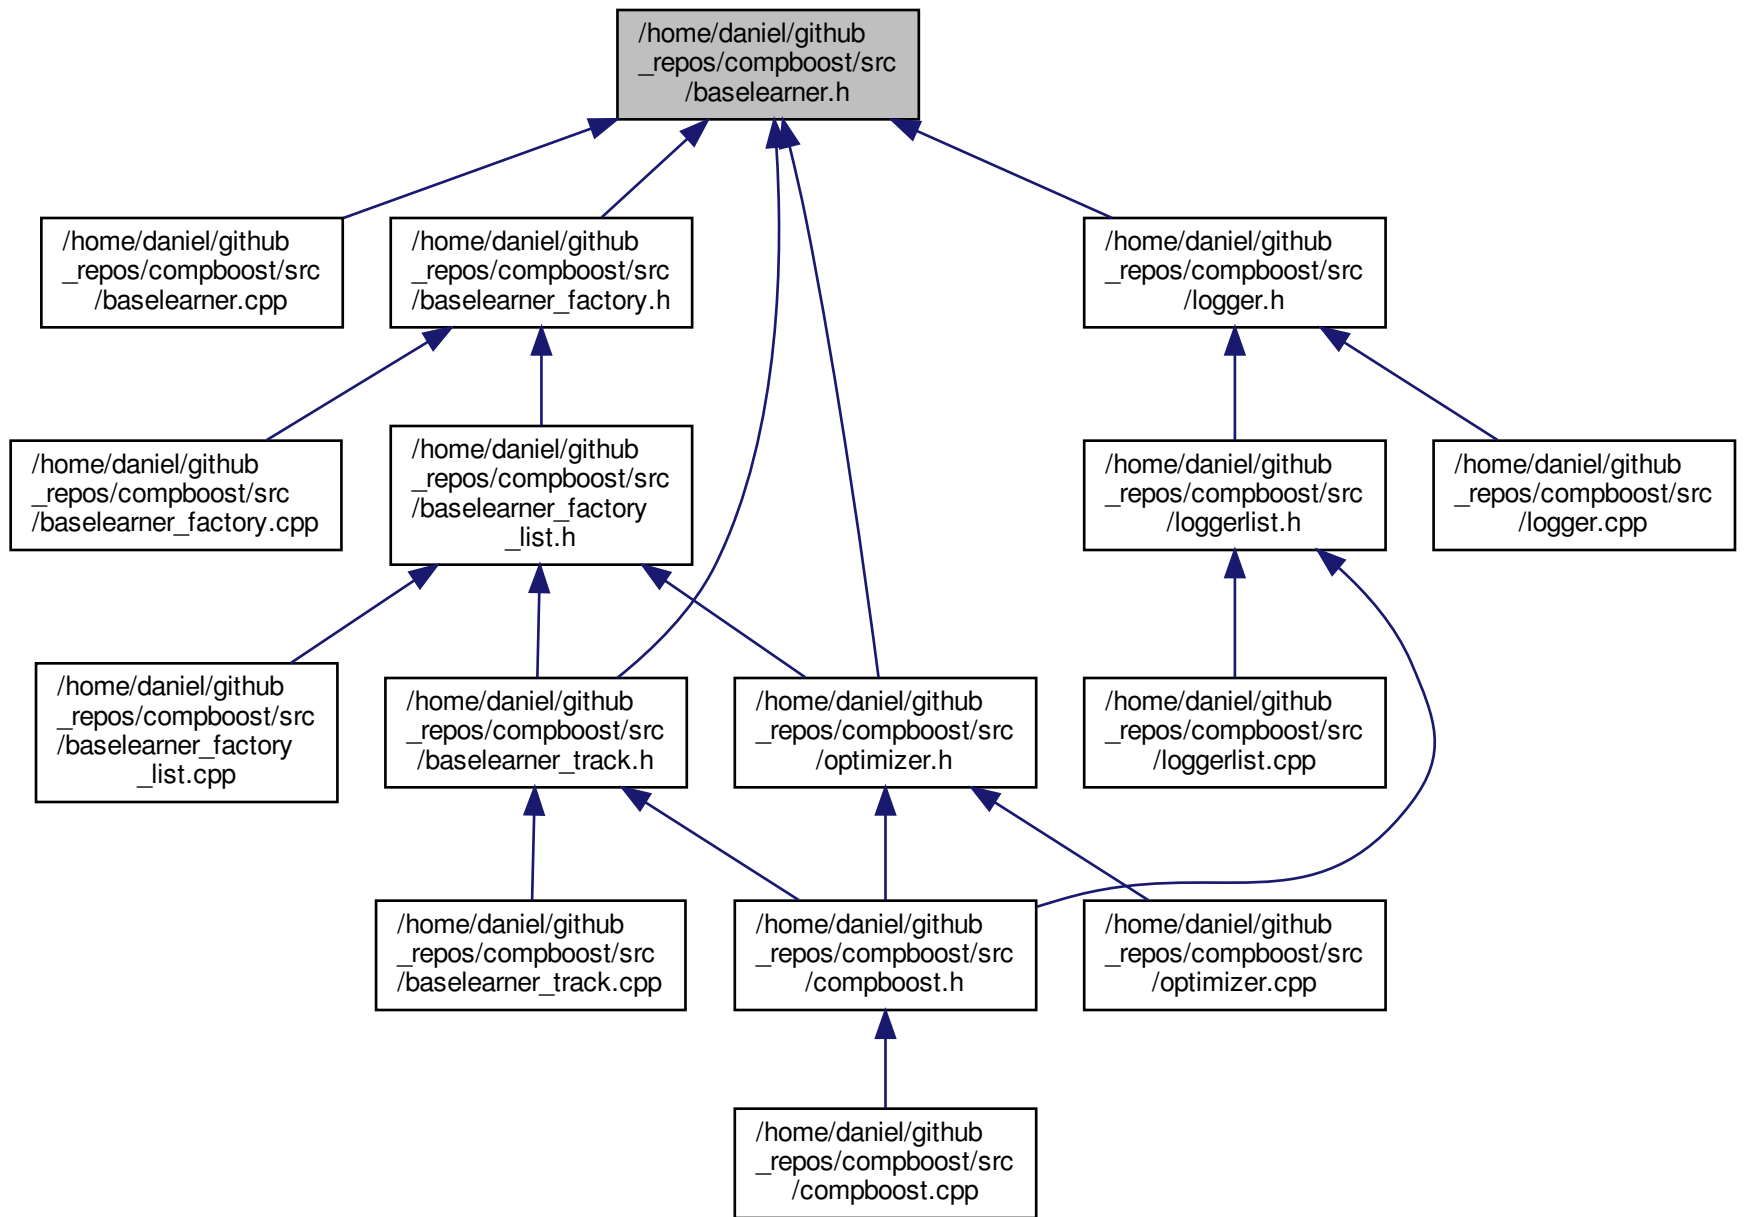 /home/daniel/github
_repos/compboost/src
/baselearner.h
/home/daniel/github
_repos/compboost/src
/baselearner.cpp
/home/daniel/github
_repos/compboost/src
/baselearner_factory.h
/home/daniel/github
_repos/compboost/src
/logger.h
/home/daniel/github
_repos/compboost/src
/baselearner_factory.cpp
/home/daniel/github
_repos/compboost/src
/baselearner_factory
_list.h
/home/daniel/github
_repos/compboost/src
/loggerlist.h
/home/daniel/github
_repos/compboost/src
/logger.cpp
/home/daniel/github
_repos/compboost/src
/baselearner_factory
_list.cpp
/home/daniel/github
_repos/compboost/src
/baselearner_track.h
/home/daniel/github
_repos/compboost/src
/optimizer.h
/home/daniel/github
_repos/compboost/src
/loggerlist.cpp
/home/daniel/github
_repos/compboost/src
/baselearner_track.cpp
/home/daniel/github
_repos/compboost/src
/compboost.h
/home/daniel/github
_repos/compboost/src
/optimizer.cpp
/home/daniel/github
_repos/compboost/src
/compboost.cpp